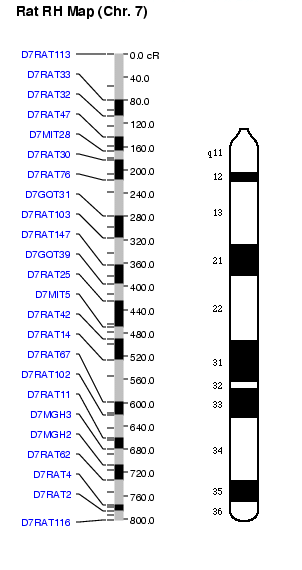 Rat RH Map (Chr. 7)
D7RAT113
D7RAT33
D7RAT32
D7RAT47
D7MIT28
D7RAT30
D7RAT76
D7GOT31
D7RAT103
D7RAT147
D7GOT39
D7RAT25
D7MIT5
D7RAT42
D7RAT14
D7RAT67
D7RAT102
D7RAT11
D7MGH3
D7MGH2
D7RAT62
D7RAT4
D7RAT2
D7RAT116
0.0 cR
40.0
80.0
120.0
160.0
200.0
240.0
280.0
320.0
360.0
400.0
440.0
480.0
520.0
560.0
600.0
640.0
680.0
720.0
760.0
800.0
q11
12
13
21
22
31
32
33
34
35
36